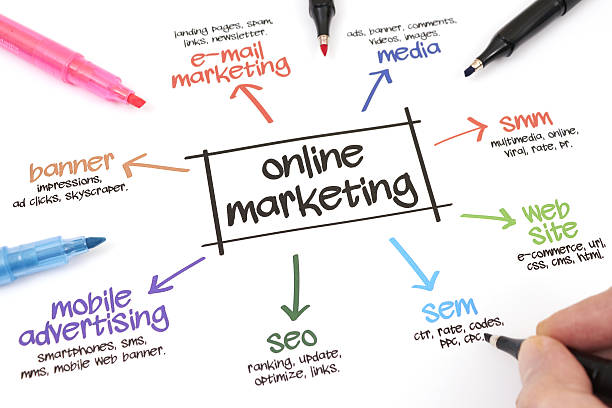 landing pages, spam,
links, newsletter.
e-mail
marketing
ads, banner, comments,
videos, images.
media
smm
multimedia, online,
viral, rate, pr.
banner
impressions,
ad clicks, skyscraper.
online
marketing
web
site
e-commerce, url,
css, cms, html.
mobile
advertising
smartphones, sms,
mms, mobile web banner.
seo
ranking, update,
optimize, links.
sem
ctr, rate, codes,
ppc, cpc.